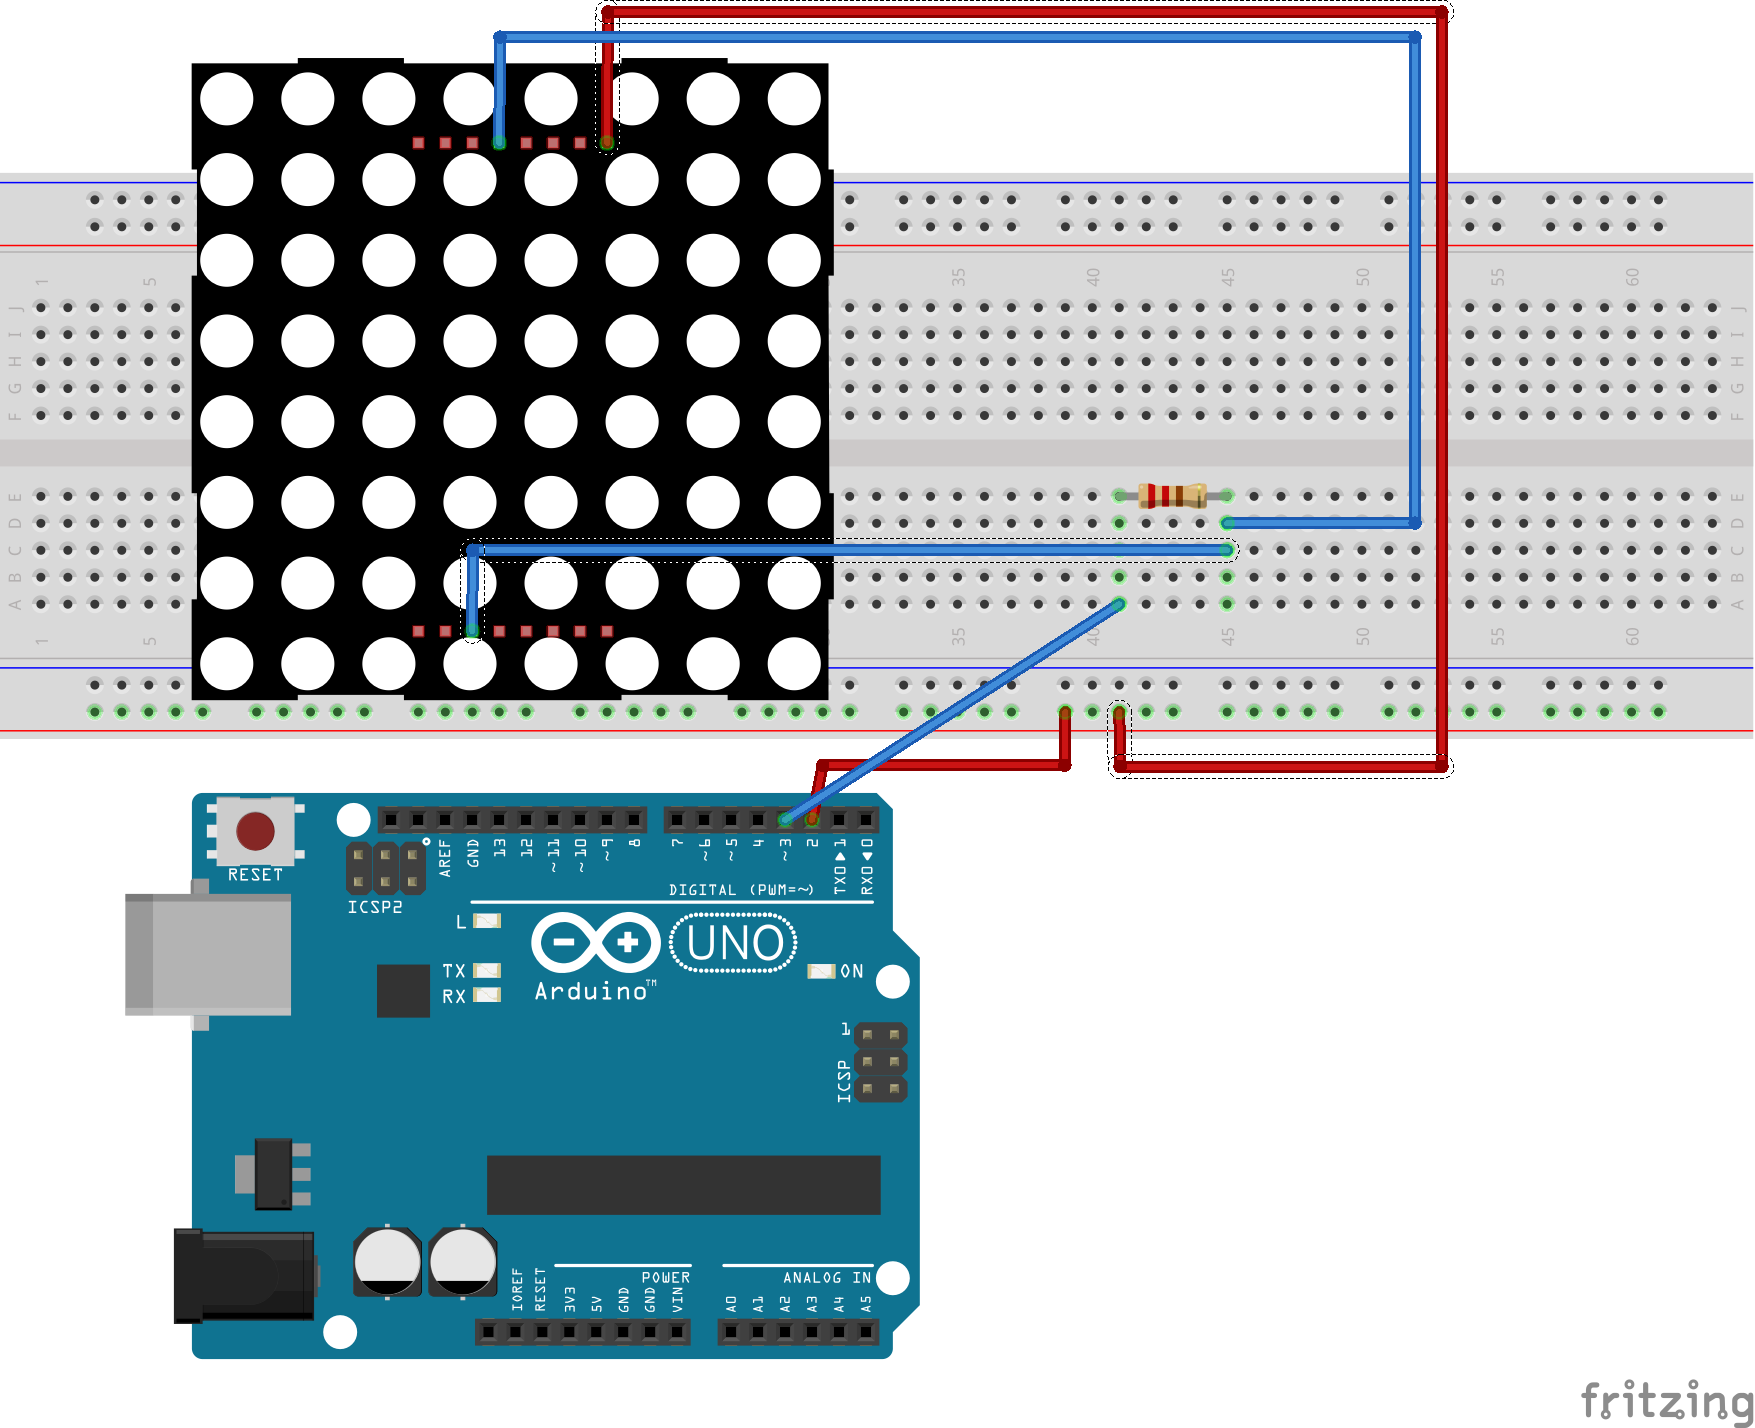 1 5 35 40 45 50 55 60
J J
I I
H H
G G
F F
E E
D D
C C
B B
A A
1 5 35 40 45 50 55 60
RESET
ICSP2
AREF
GND
13
12
~11
~10
~9
8
7
~6
~5
4
~3
2
TX0▶1
RX0◀0
DIGITAL (PWM=~)
L
TX
RX
UNO
Arduino™
ON
1
ICSP
POWER
ANALOG IN
IOREF
RESET
3V3
5V
GND
GND
VIN
A0
A1
A2
A3
A4
A5
fritzing